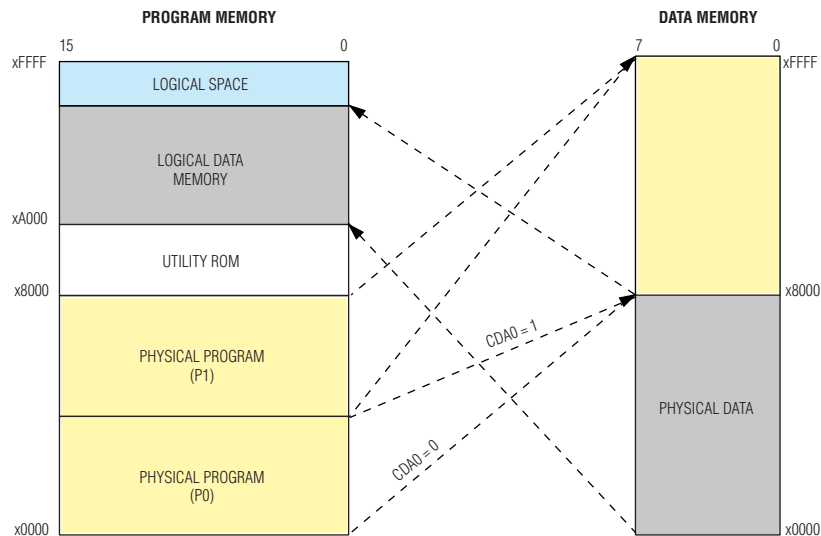 PROGRAM MEMORY
DATA MEMORY
15
0
7
0
xFFFF
xFFFF
LOGICAL SPACE
LOGICAL DATA
MEMORY
xA000
UTILITY ROM
x8000
x8000
CDA0 = 1
PHYSICAL PROGRAM
(P1)
PHYSICAL DATA
CDA0 = 0
PHYSICAL PROGRAM
(P0)
x0000
x0000